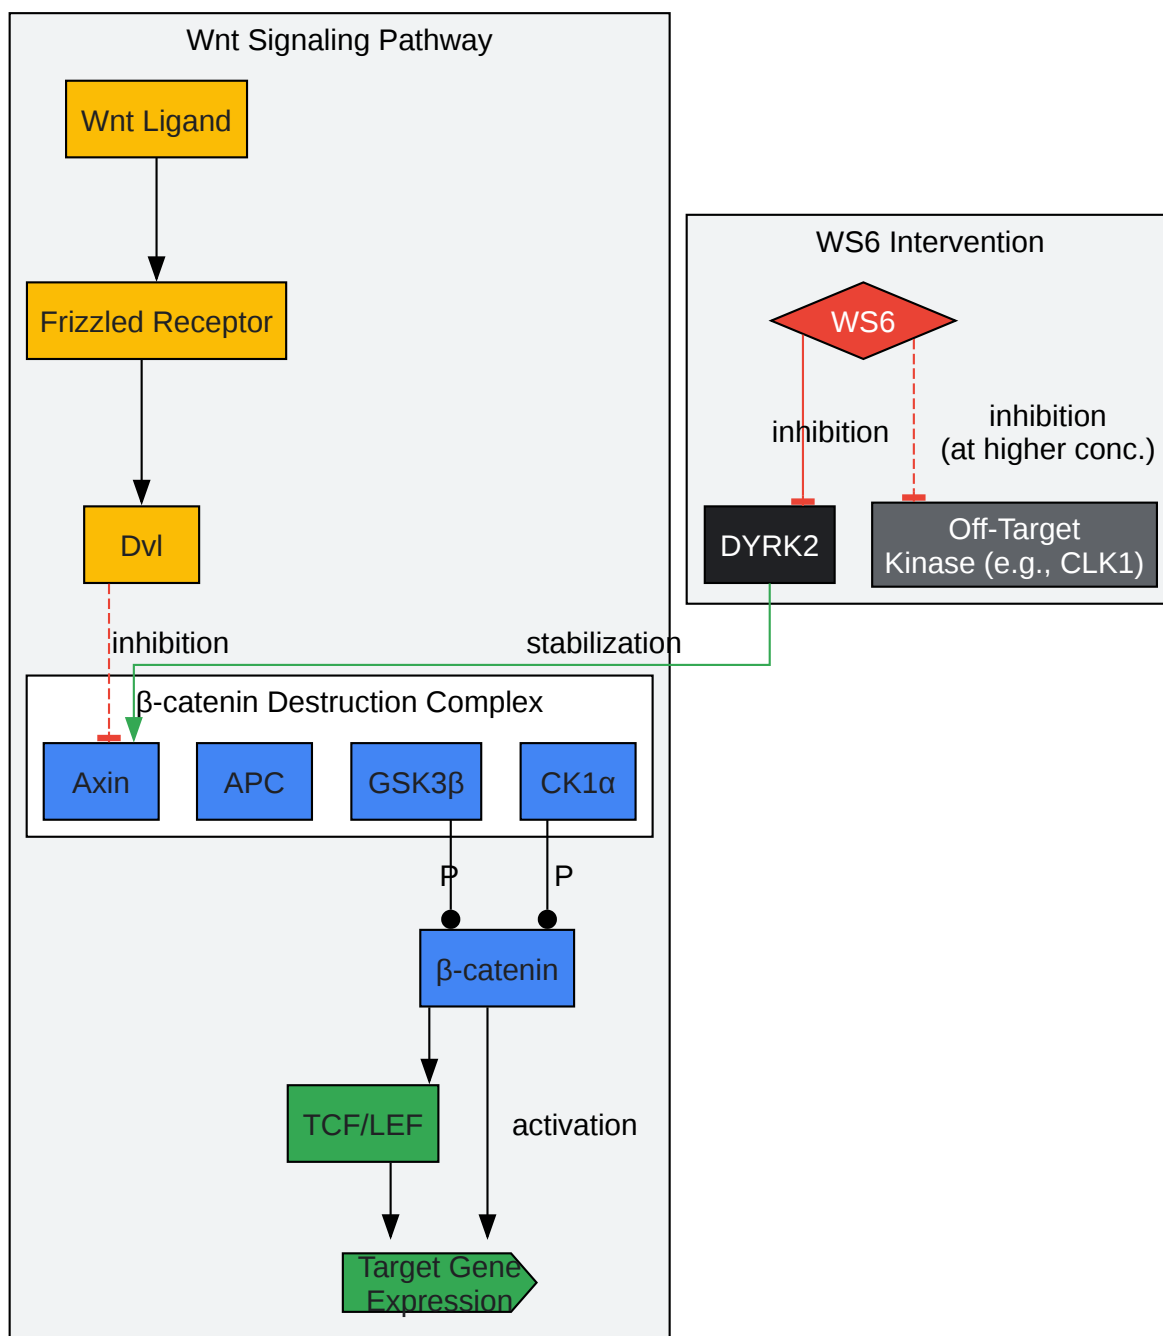 Wnt Signaling Pathway
Wnt Ligand
Frizzled Receptor
Dvl
inhibition
β-catenin Destruction Complex
Axin
APC
GSK3β
CK1α
P
P
β-catenin
TCF/LEF
activation
Target Gene
Expression
WS6 Intervention
WS6
inhibition
inhibition
(at higher conc.)
DYRK2
Off-Target
Kinase (e.g., CLK1)
stabilization